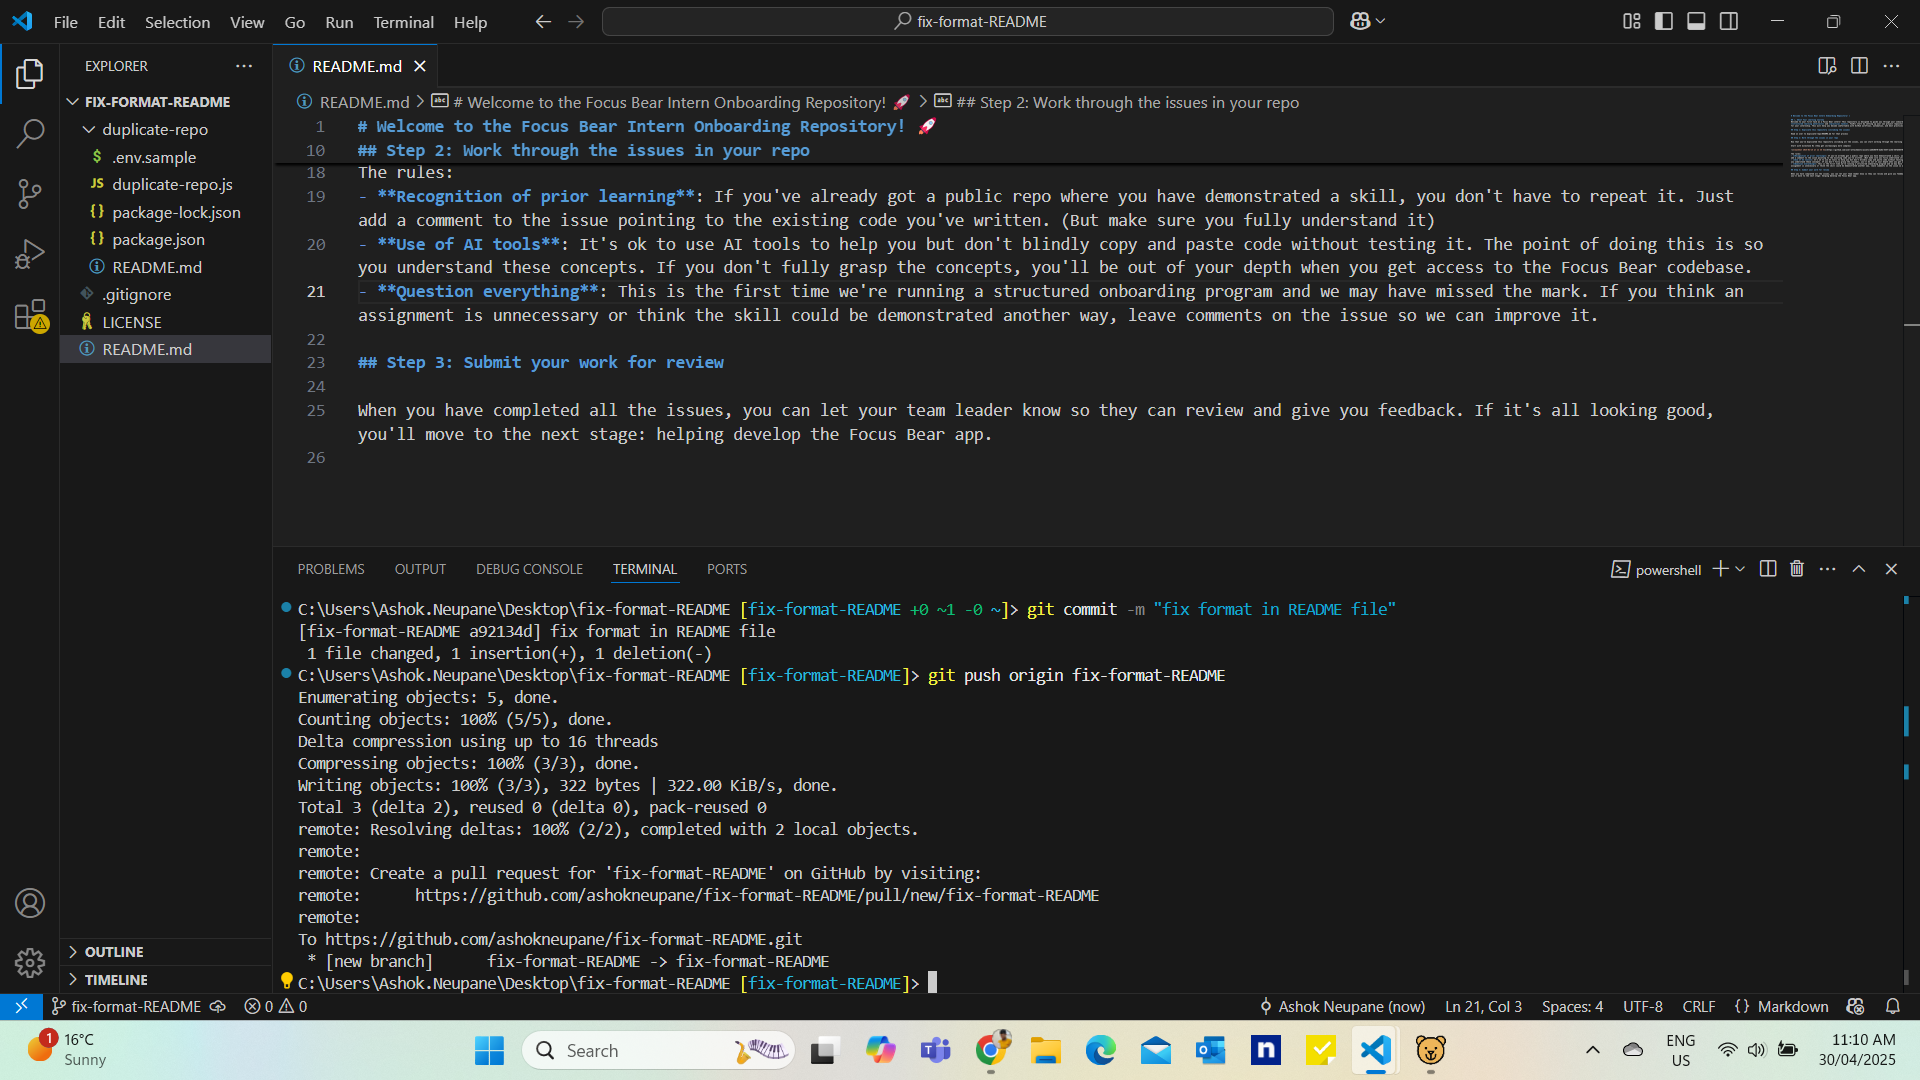 File Edit Selection View Go Run Terminal Help
fix-format-README
EXPLORER
README.md
FIX-FORMAT-README
duplicate-repo
$ .env.sample
JS duplicate-repo.js
{} package-lock.json
{} package.json
README.md
.gitignore
LICENSE
README.md
OUTLINE
TIMELINE
README.md > # Welcome to the Focus Bear Intern Onboarding Repository! 🚀 > ## Step 2: Work through the issues in your repo
1 # Welcome to the Focus Bear Intern Onboarding Repository! 🚀
10 ## Step 2: Work through the issues in your repo
18 The rules:
19 - **Recognition of prior learning**: If you've already got a public repo where you have demonstrated a skill, you don't have to repeat it. Just
add a comment to the issue pointing to the existing code you've written. (But make sure you fully understand it)
20 - **Use of AI tools**: It's ok to use AI tools to help you but don't blindly copy and paste code without testing it. The point of doing this is so
you understand these concepts. If you don't fully grasp the concepts, you'll be out of your depth when you get access to the Focus Bear codebase.
21 - **Question everything**: This is the first time we're running a structured onboarding program and we may have missed the mark. If you think an
assignment is unnecessary or think the skill could be demonstrated another way, leave comments on the issue so we can improve it.
22
23 ## Step 3: Submit your work for review
24
25 When you have completed all the issues, you can let your team leader know so they can review and give you feedback. If it's all looking good,
you'll move to the next stage: helping develop the Focus Bear app.
26
PROBLEMS OUTPUT DEBUG CONSOLE TERMINAL PORTS
powershell
C:\Users\Ashok.Neupane\Desktop\fix-format-README [fix-format-README +0 ~1 -0 ~]> git commit -m "fix format in README file"
[fix-format-README a92134d] fix format in README file
1 file changed, 1 insertion(+), 1 deletion(-)
C:\Users\Ashok.Neupane\Desktop\fix-format-README [fix-format-README]> git push origin fix-format-README
Enumerating objects: 5, done.
Counting objects: 100% (5/5), done.
Delta compression using up to 16 threads
Compressing objects: 100% (3/3), done.
Writing objects: 100% (3/3), 322 bytes | 322.00 KiB/s, done.
Total 3 (delta 2), reused 0 (delta 0), pack-reused 0
remote: Resolving deltas: 100% (2/2), completed with 2 local objects.
remote:
remote: Create a pull request for 'fix-format-README' on GitHub by visiting:
remote: https://github.com/ashokneupane/fix-format-README/pull/new/fix-format-README
remote:
To https://github.com/ashokneupane/fix-format-README.git
* [new branch] fix-format-README -> fix-format-README
C:\Users\Ashok.Neupane\Desktop\fix-format-README [fix-format-README]>
fix-format-README 0 0
Ashok Neupane (now) Ln 21, Col 3 Spaces: 4 UTF-8 CRLF {} Markdown
1
16°C
Sunny
Search
ENG
US
11:10 AM
30/04/2025